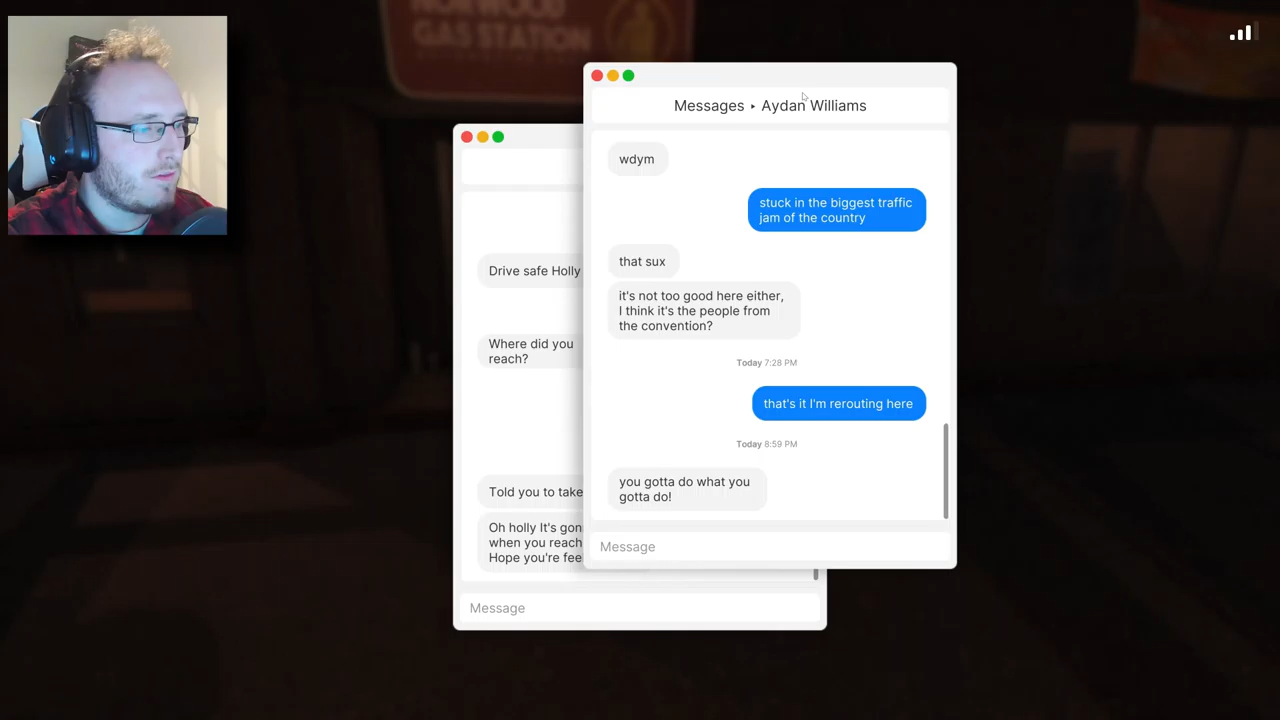 NORWOOD
GAS STATION
Messages ▸ Aydan Williams
wdym
stuck in the biggest traffic
jam of the country
that sux
it's not too good here either,
I think it's the people from
the convention?
Today 7:28 PM
that's it I'm rerouting here
Today 8:59 PM
you gotta do what you
gotta do!
Message
Drive safe Holly
Where did you
reach?
Told you to take
Oh holly It's gon
when you reach
Hope you're fee
Message